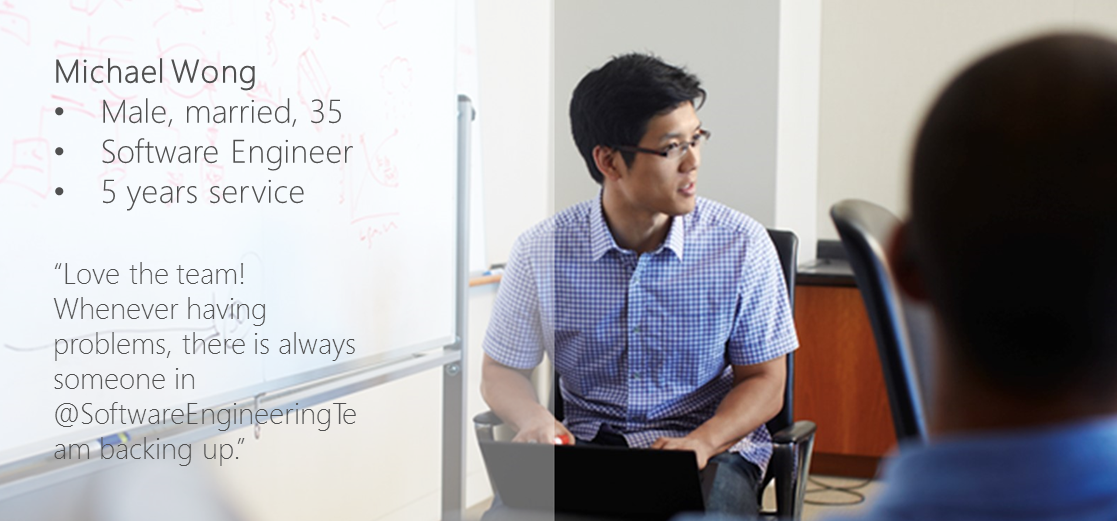 Michael Wong
• Male, married, 35
• Software Engineer
• 5 years service
“Love the team!
Whenever having
problems, there is always
someone in
@SoftwareEngineeringTe
am backing up.”